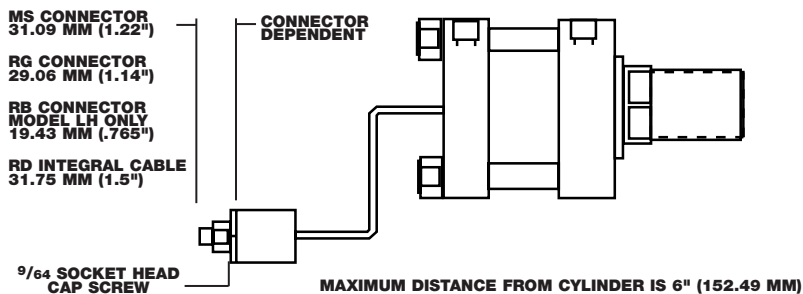 MS CONNECTOR
31.09 MM (1.22")
CONNECTOR
DEPENDENT
RG CONNECTOR
29.06 MM (1.14")
RB CONNECTOR
MODEL LH ONLY
19.43 MM (.765")
RD INTEGRAL CABLE
31.75 MM (1.5")
9/64 SOCKET HEAD
CAP SCREW
MAXIMUM DISTANCE FROM CYLINDER IS 6" (152.49 MM)